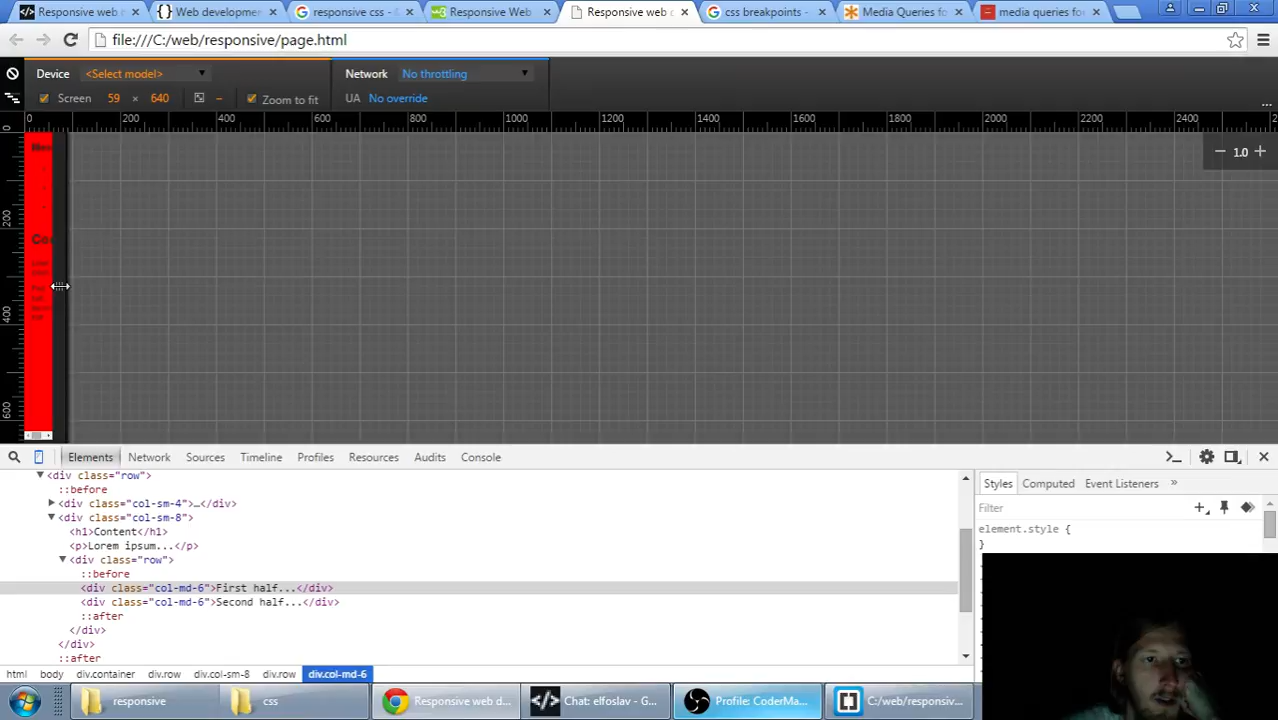 Responsive web n
Web developmen
responsive css - 
Responsive Web
Responsive web c
css breakpoints -
Media Queries fo
media queries fo
file:///C:/web/responsive/page.html
Device <Select model> Network No throttling
Screen 59 × 640 Zoom to fit UA No override
...
0 200 400 600 800 1000 1200 1400 1600 1800 2000 2200 2400 2
0
200
400
600
− 1.0 +
Elements Network Sources Timeline Profiles Resources Audits Console
<div class="row">
::before
<div class="col-sm-4">…</div>
<div class="col-sm-8">
<h1>Content</h1>
<p>Lorem ipsum...</p>
<div class="row">
::before
<div class="col-md-6">First half...</div>
<div class="col-md-6">Second half...</div>
::after
</div>
</div>
::after
html body div.container div.row div.col-sm-8 div.row div.col-md-6
Styles Computed Event Listeners »
Filter
element.style {
}
responsive
css
Responsive web d...
Chat: elfoslav - G...
Profile: CoderMa...
C:/web/responsiv...